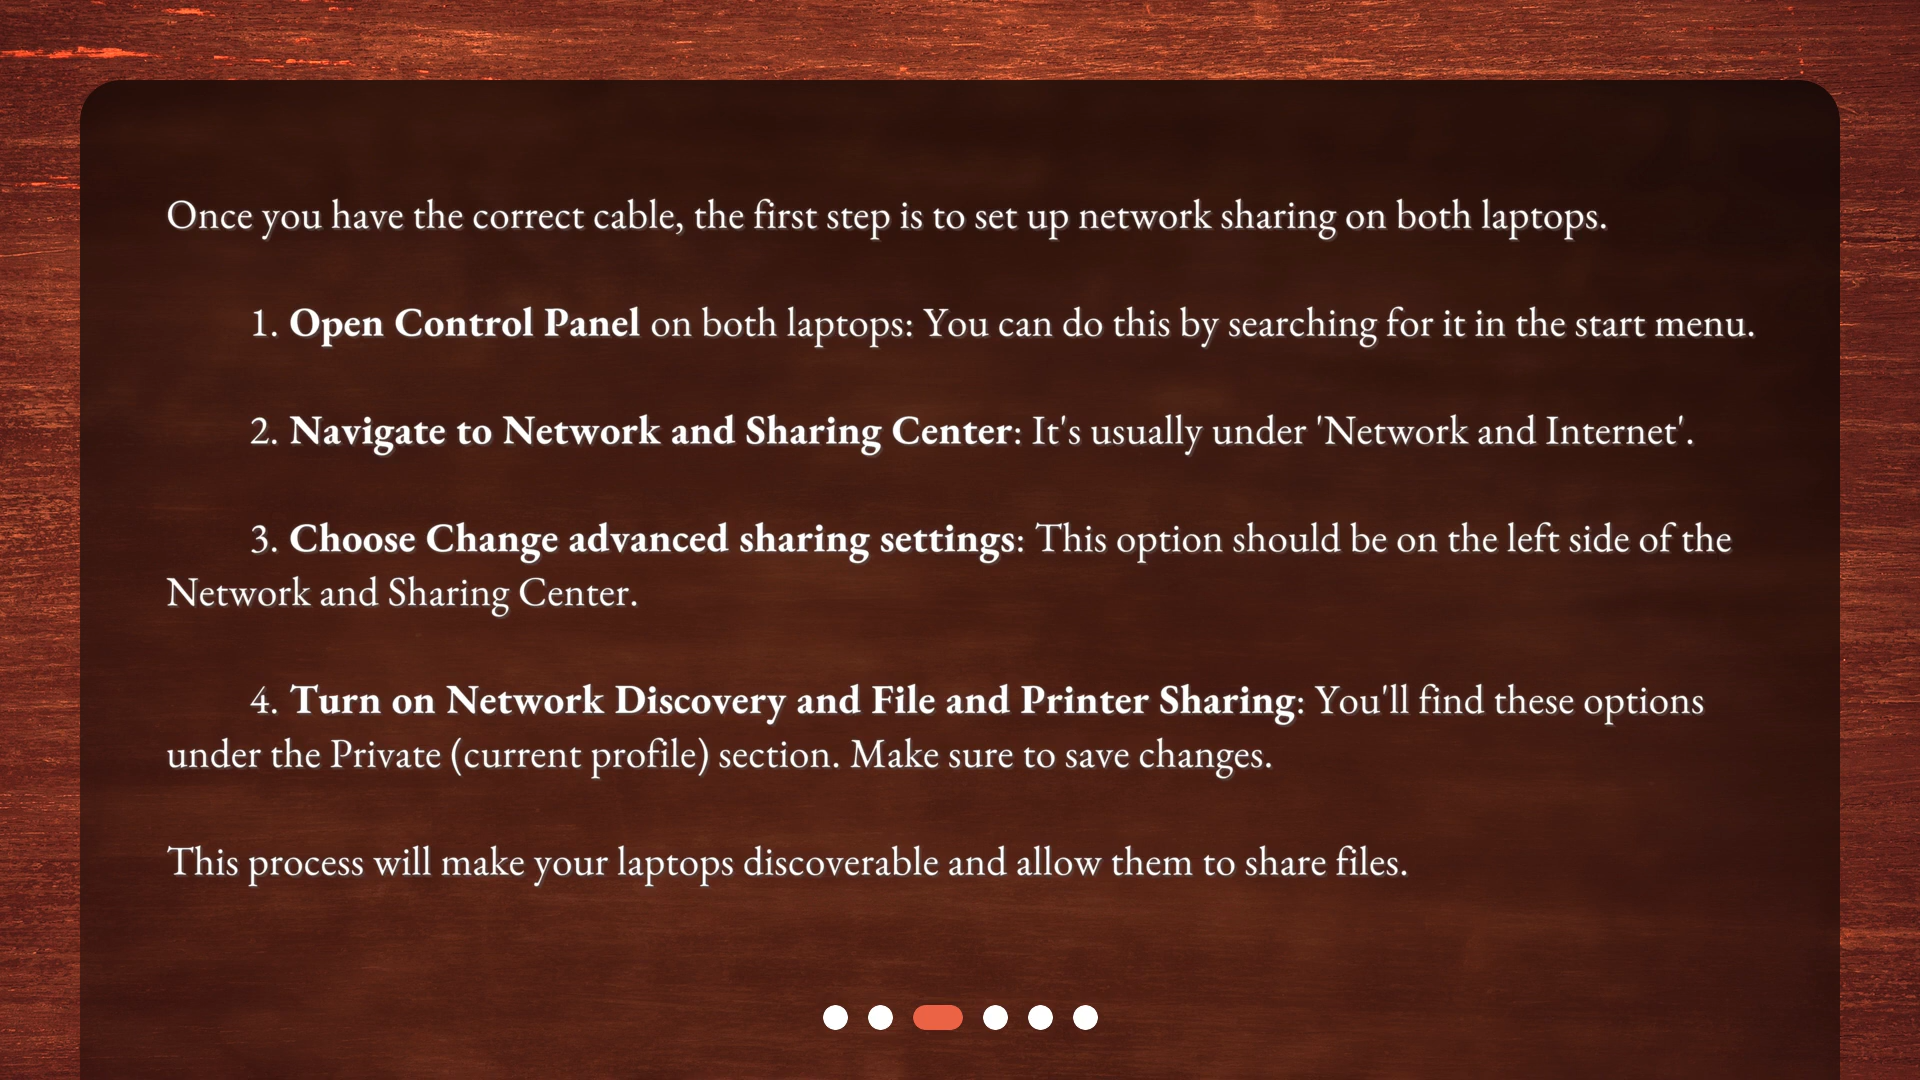 Once you have the correct cable, the first step is to set up network sharing on both laptops.
1. Open Control Panel on both laptops: You can do this by searching for it in the start menu.
2. Navigate to Network and Sharing Center: It's usually under 'Network and Internet'.
3. Choose Change advanced sharing settings: This option should be on the left side of the
Network and Sharing Center.
4. Turn on Network Discovery and File and Printer Sharing: You'll find these options
under the Private (current profile) section. Make sure to save changes.
This process will make your laptops discoverable and allow them to share files.